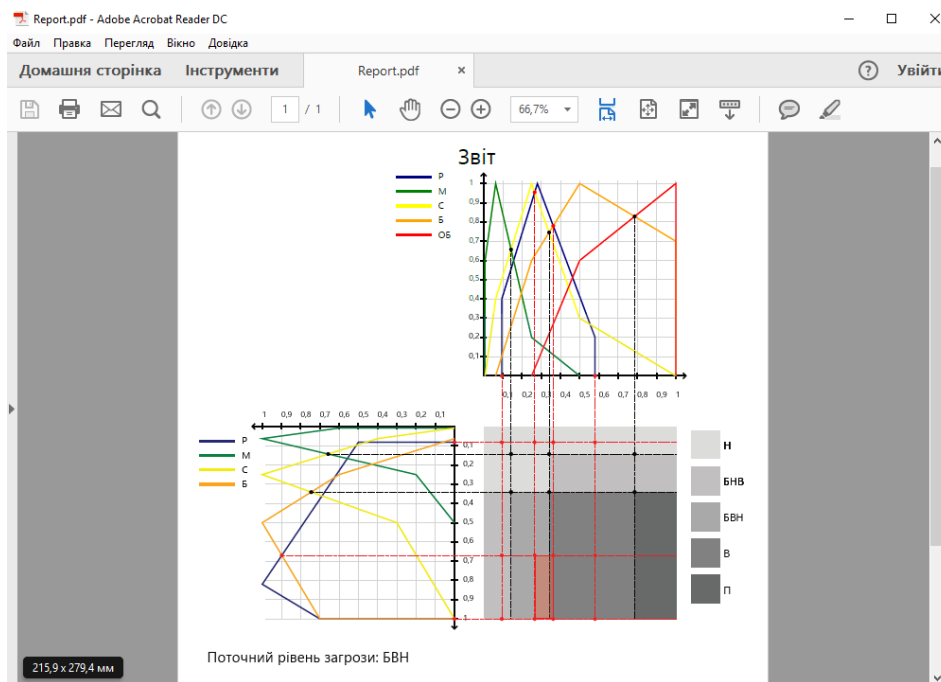 Report.pdf - Adobe Acrobat Reader DC
Файл Правка Перегляд Вікно Довідка
Домашня сторінка Інструменти Report.pdf × ? Увійти
1 / 1 66,7%
Звіт
Р
М
С
Б
ОБ
1
0,9
0,8
0,7
0,6
0,5
0,4
0,3
0,2
0,1
0,1 0,2 0,3 0,4 0,5 0,6 0,7 0,8 0,9 1
1 0,9 0,8 0,7 0,6 0,5 0,4 0,3 0,2 0,1
Р
М
С
Б
0,1
0,2
0,3
0,4
0,5
0,6
0,7
0,8
0,9
1
Н
БНВ
БВН
В
П
Поточний рівень загрози: БВН
215,9 x 279,4 мм